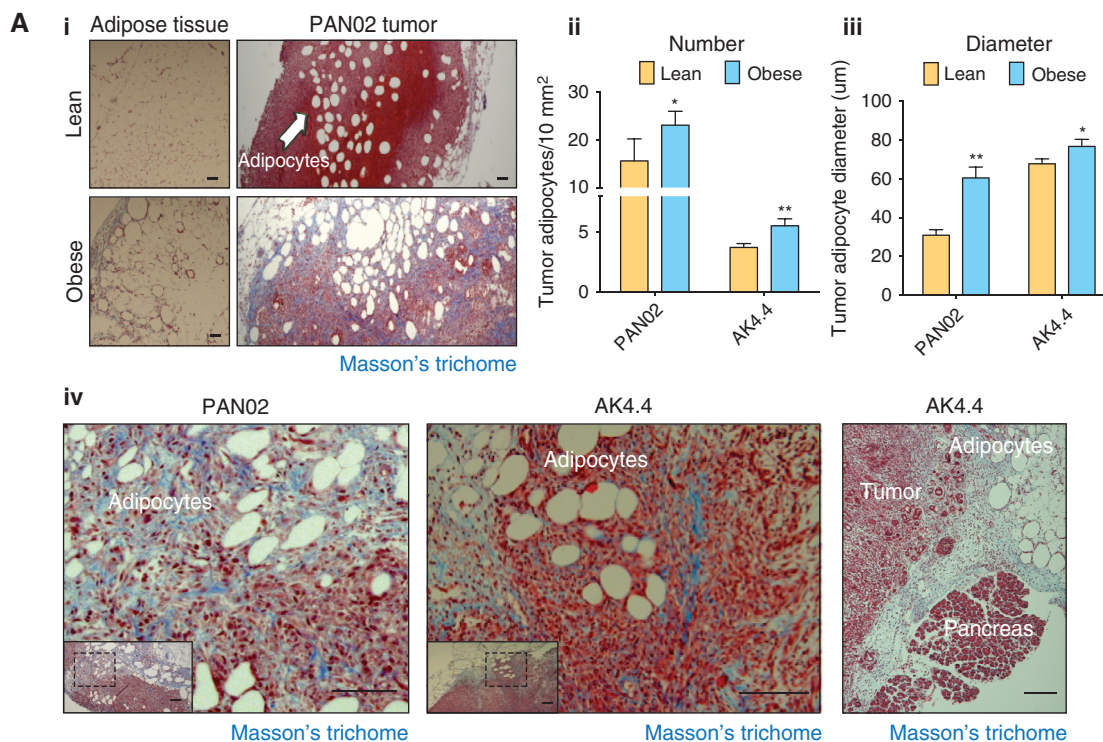 A
i
Adipose tissue
PAN02 tumor
Lean
Adipocytes
Obese
Masson's trichome
ii
Number
Lean
Obese
Tumor adipocytes/10 mm²
30
20
10
5
0
*
**
PAN02
AK4.4
iii
Diameter
Lean
Obese
Tumor adipocyte diameter (um)
100
80
60
40
20
0
**
*
PAN02
AK4.4
iv
PAN02
Adipocytes
Masson's trichome
AK4.4
Adipocytes
Masson's trichome
AK4.4
Adipocytes
Tumor
Pancreas
Masson's trichome